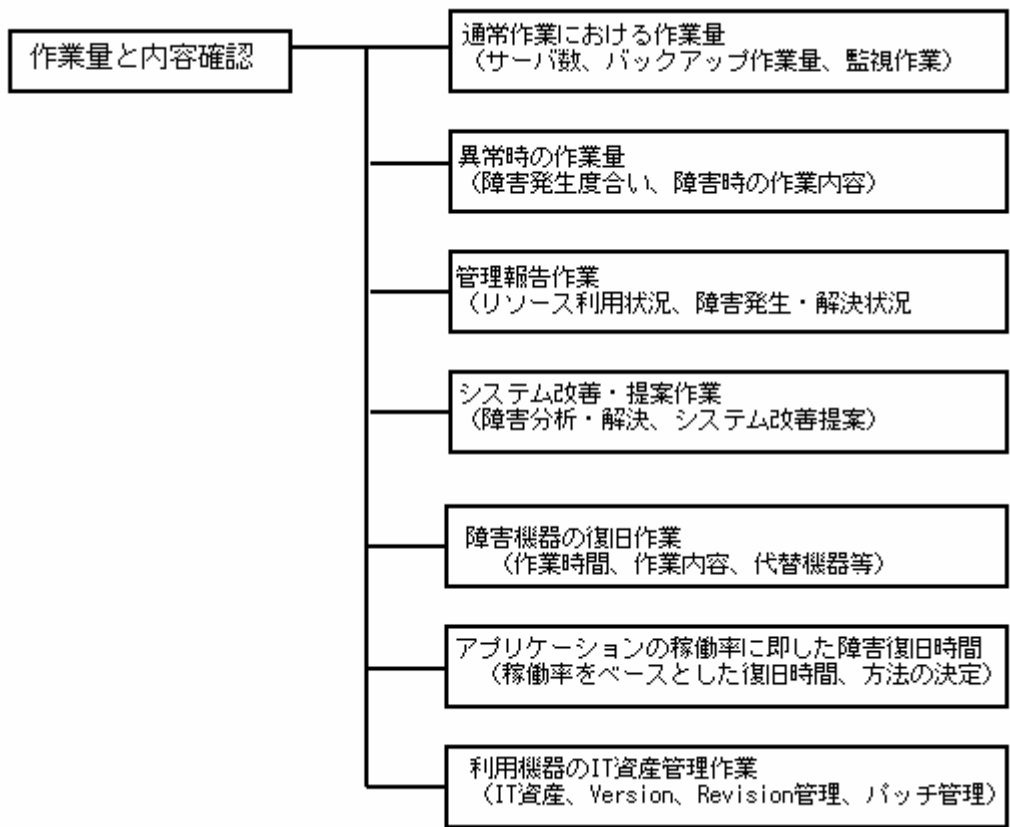 作業量と内容確認
通常作業における作業量
（サーバ数、バックアップ作業量、監視作業）
異常時の作業量
（障害発生度合い、障害時の作業内容）
管理報告作業
（リソース利用状況、障害発生・解決状況
システム改善・提案作業
（障害分析・解決、システム改善提案）
障害機器の復旧作業
（作業時間、作業内容、代替機器等）
アプリケーションの稼働率に即した障害復旧時間
（稼働率をベースとした復旧時間、方法の決定）
利用機器のIT資産管理作業
（IT資産、Version、Revision管理、パッチ管理）